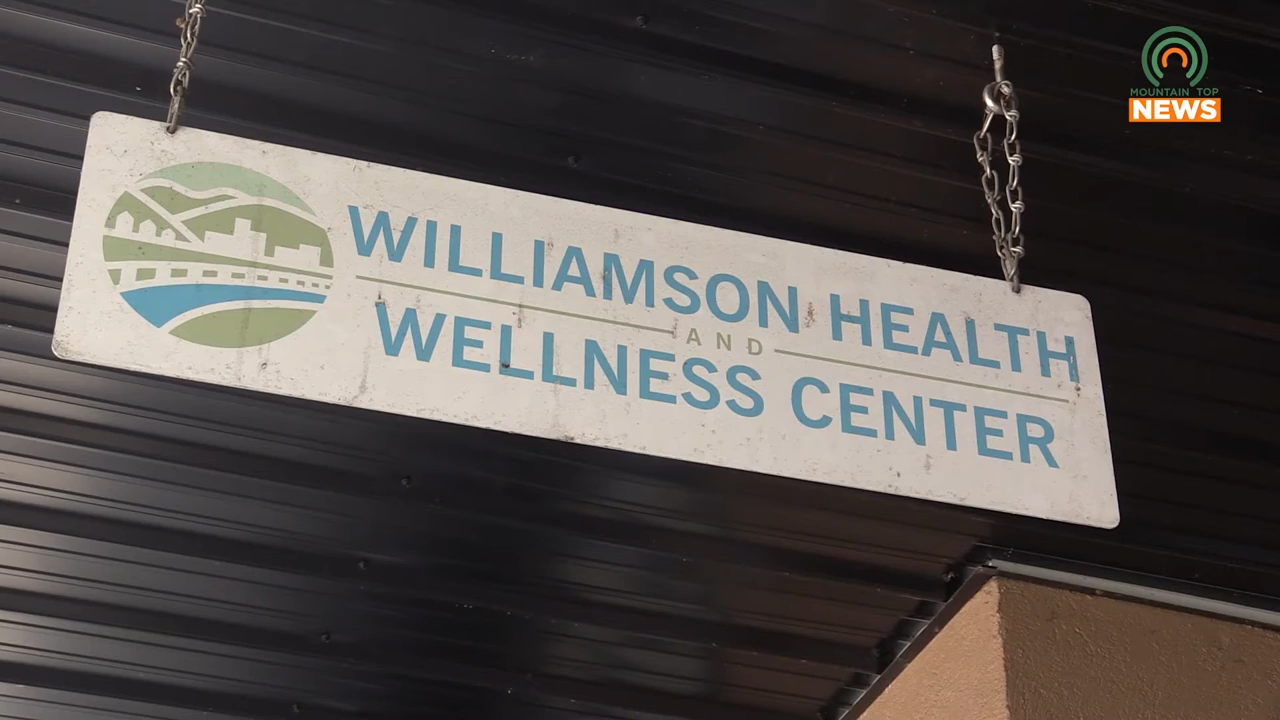 MOUNTAIN TOP
NEWS
WILLIAMSON HEALTH
AND
WELLNESS CENTER